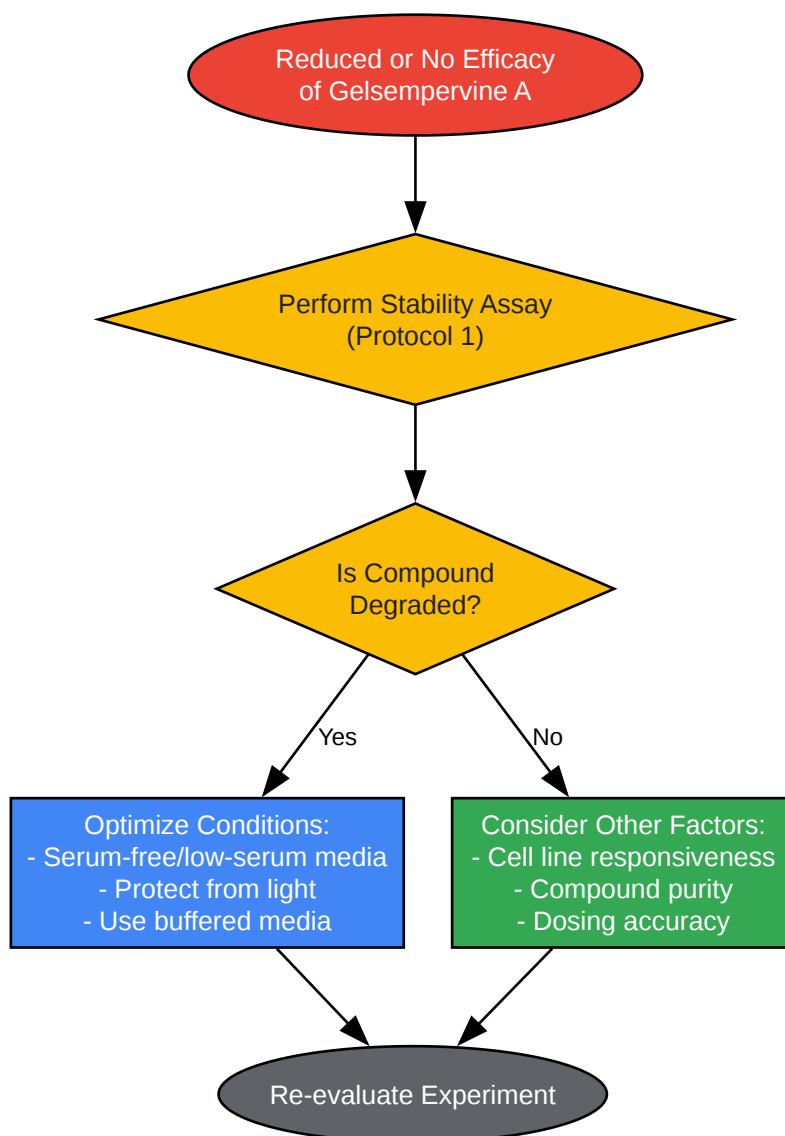 Reduced or No Efficacy
of Gelsempervine A
Perform Stability Assay
(Protocol 1)
Is Compound
Degraded?
Yes
No
Optimize Conditions:
- Serum-free/low-serum media
- Protect from light
- Use buffered media
Consider Other Factors:
- Cell line responsiveness
- Compound purity
- Dosing accuracy
Re-evaluate Experiment